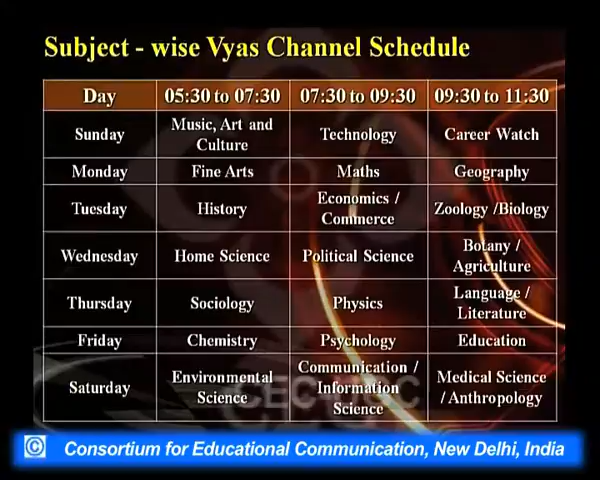 Subject - wise Vyas Channel Schedule
Day 05:30 to 07:30 07:30 to 09:30 09:30 to 11:30
Sunday Music, Art and Culture Technology Career Watch
Monday Fine Arts Maths Geography
Tuesday History Economics / Commerce Zoology /Biology
Wednesday Home Science Political Science Botany / Agriculture
Thursday Sociology Physics Language / Literature
Friday Chemistry Psychology Education
Saturday Environmental Science Communication / Information Science Medical Science / Anthropology
CEC-UGC
© Consortium for Educational Communication, New Delhi, India